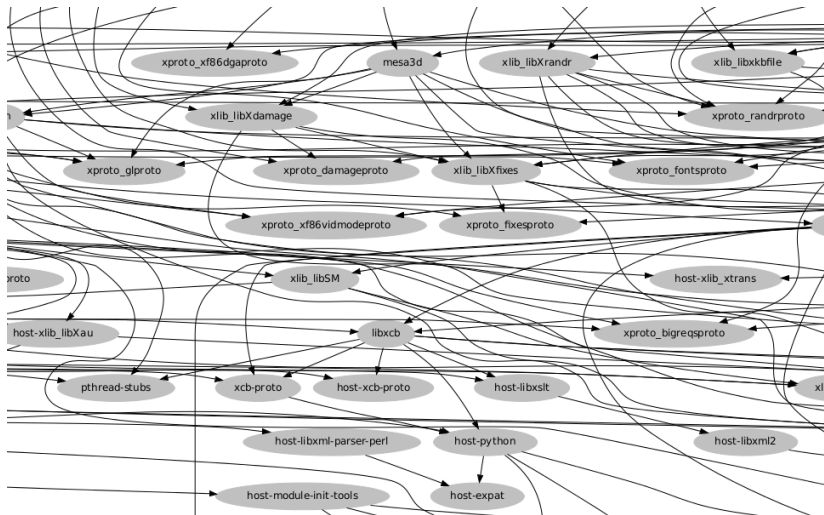 xproto_xf86dgaproto mesa3d xlib_libXrandr xlib_libxkbfile
n xlib_libXdamage xproto_randrproto
xproto_glproto xproto_damageproto xlib_libXfixes xproto_fontsproto
xproto_xf86vidmodeproto xproto_fixesproto
proto xlib_libSM host-xlib_xtrans
host-xlib_libXau libxcb xproto_bigreqsproto
pthread-stubs xcb-proto host-xcb-proto host-libxslt xl
host-libxml-parser-perl host-python host-libxml2
host-module-init-tools host-expat